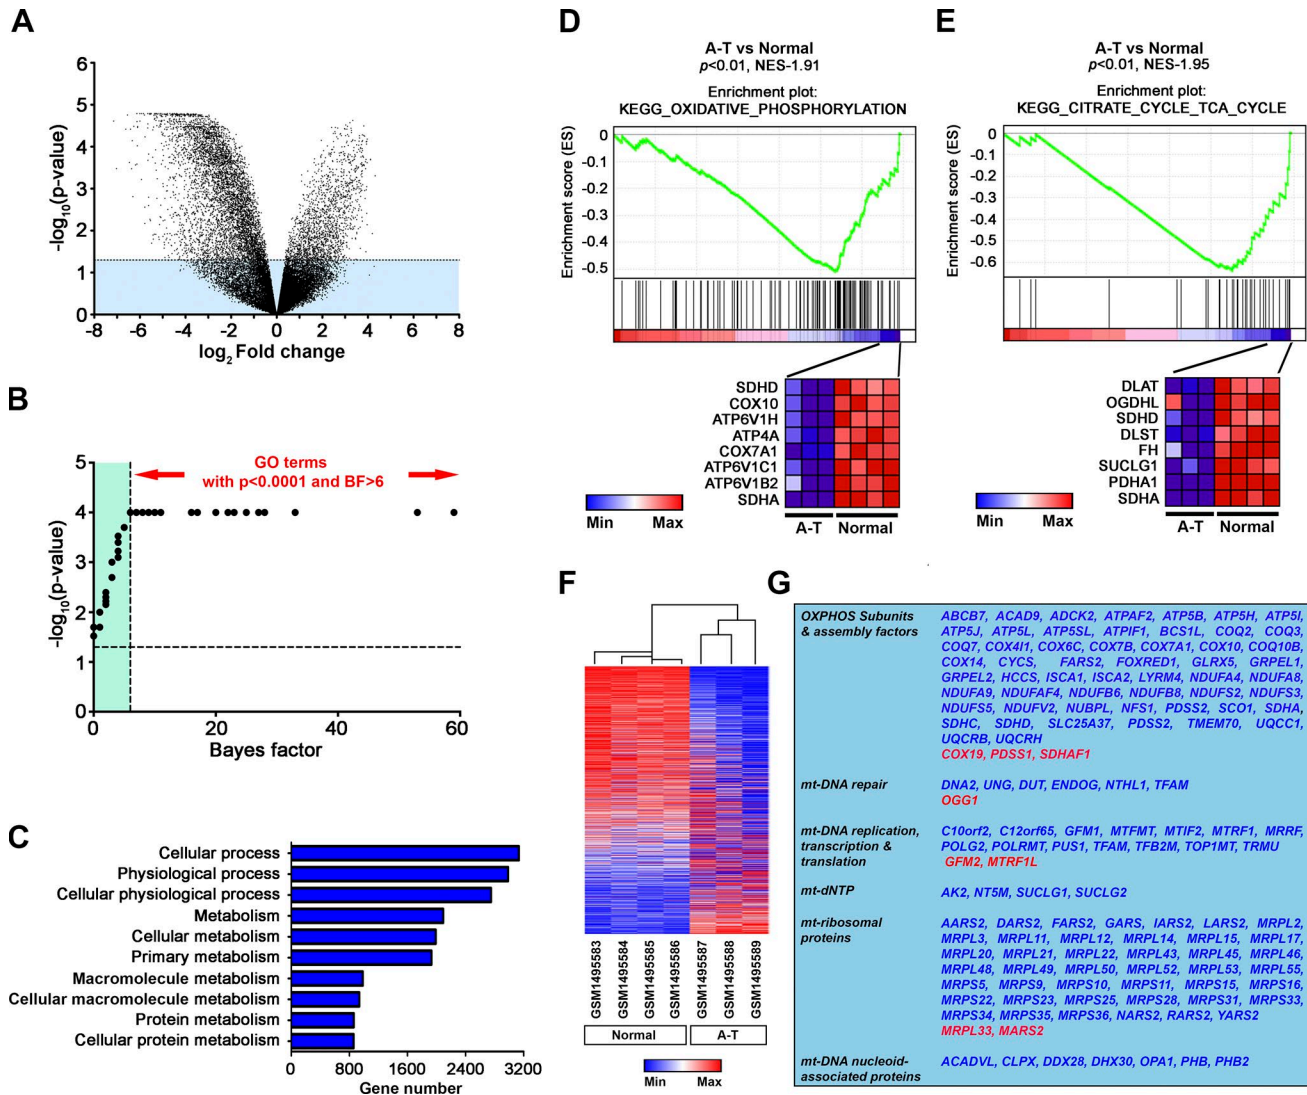 A
6
5
4
3
2
1
0
-log10(p-value)
-8 -6 -4 -2 0 2 4 6 8
log2 Fold change
B
GO terms
with p<0.0001 and BF>6
5
4
3
2
1
0
-log10(p-value)
0 20 40 60
Bayes factor
C
Cellular process
Physiological process
Cellular physiological process
Metabolism
Cellular metabolism
Primary metabolism
Macromolecule metabolism
Cellular macromolecule metabolism
Protein metabolism
Cellular protein metabolism
0 800 1600 2400 3200
Gene number
D
A-T vs Normal
p<0.01, NES-1.91
Enrichment plot:
KEGG_OXIDATIVE_PHOSPHORYLATION
Enrichment score (ES)
0
-0.1
-0.2
-0.3
-0.4
-0.5
SDHD
COX10
ATP6V1H
ATP4A
COX7A1
ATP6V1C1
ATP6V1B2
SDHA
Min Max
A-T Normal
E
A-T vs Normal
p<0.01, NES-1.95
Enrichment plot:
KEGG_CITRATE_CYCLE_TCA_CYCLE
Enrichment score (ES)
0
-0.1
-0.2
-0.3
-0.4
-0.5
-0.6
DLAT
OGDHL
SDHD
DLST
FH
SUCLG1
PDHA1
SDHA
Min Max
A-T Normal
F
GSM1495583
GSM1495584
GSM1495585
GSM1495586
GSM1495587
GSM1495588
GSM1495589
Normal A-T
Min Max
G
OXPHOS Subunits
& assembly factors
ABCB7, ACAD9, ADCK2, ATPAF2, ATP5B, ATP5H, ATP5I,
ATP5J, ATP5L, ATP5SL, ATPIF1, BCS1L, COQ2, COQ3,
COQ7, COX4I1, COX6C, COX7B, COX7A1, COX10, COQ10B,
COX14, CYCS, FARS2, FOXRED1, GLRX5, GRPEL1,
GRPEL2, HCCS, ISCA1, ISCA2, LYRM4, NDUFA4, NDUFA8,
NDUFA9, NDUFAF4, NDUFB6, NDUFB8, NDUFS2, NDUFS3,
NDUFS5, NDUFV2, NUBPL, NFS1, PDSS2, SCO1, SDHA,
SDHC, SDHD, SLC25A37, PDSS2, TMEM70, UQCC1,
UQCRB, UQCRH
COX19, PDSS1, SDHAF1
mt-DNA repair
DNA2, UNG, DUT, ENDOG, NTHL1, TFAM
OGG1
mt-DNA replication,
transcription &
translation
C10orf2, C12orf65, GFM1, MTFMT, MTIF2, MTRF1, MRRF,
POLG2, POLRMT, PUS1, TFAM, TFB2M, TOP1MT, TRMU
GFM2, MTRF1L
mt-dNTP
AK2, NT5M, SUCLG1, SUCLG2
mt-ribosomal
proteins
AARS2, DARS2, FARS2, GARS, IARS2, LARS2, MRPL2,
MRPL3, MRPL11, MRPL12, MRPL14, MRPL15, MRPL17,
MRPL20, MRPL21, MRPL22, MRPL43, MRPL45, MRPL46,
MRPL48, MRPL49, MRPL50, MRPL52, MRPL53, MRPL55,
MRPS5, MRPS9, MRPS10, MRPS11, MRPS15, MRPS16,
MRPS22, MRPS23, MRPS25, MRPS28, MRPS31, MRPS33,
MRPS34, MRPS35, MRPS36, NARS2, RARS2, YARS2
MRPL33, MARS2
mt-DNA nucleoid-
associated proteins
ACADVL, CLPX, DDX28, DHX30, OPA1, PHB, PHB2